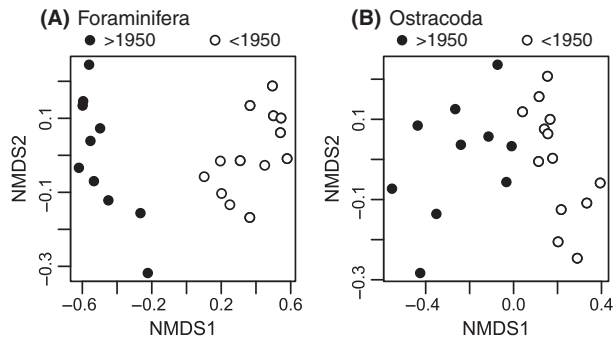 (A) Foraminifera
● >1950 ○ <1950
NMDS2
0.1
−0.1
−0.3
−0.6 −0.2 0.2 0.6
NMDS1
(B) Ostracoda
● >1950 ○ <1950
NMDS2
0.1
−0.1
−0.3
−0.4 0.0 0.4
NMDS1